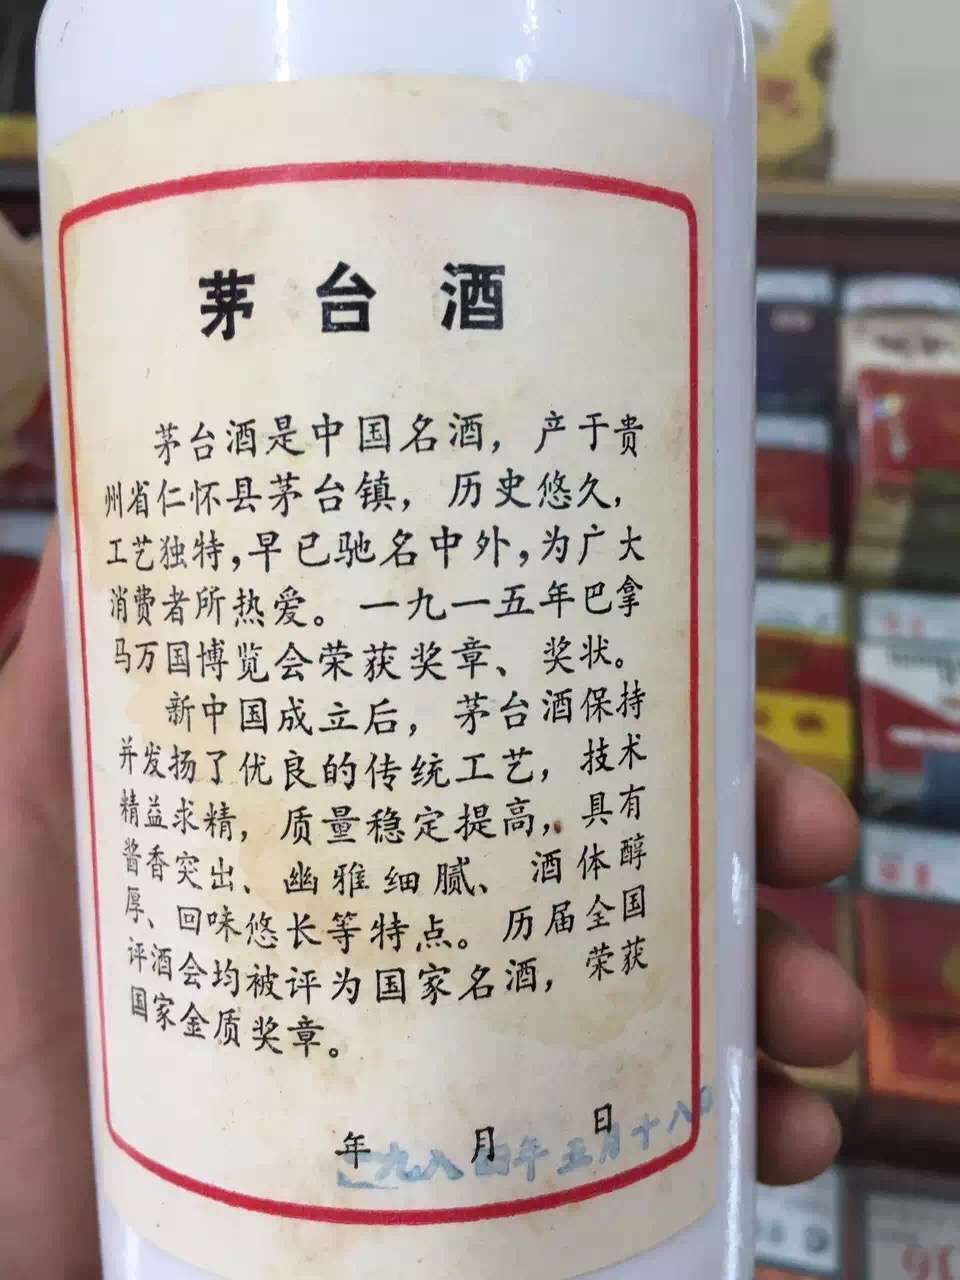 茅台酒
茅台酒是中国名酒，产于贵
州省仁怀县茅台镇，历史悠久，
工艺独特，早已驰名中外，为广大
消费者所热爱。一九一五年巴拿
马万国博览会荣获奖章、奖状。
新中国成立后，茅台酒保持
并发扬了优良的传统工艺，技术
精益求精，质量稳定提高，具有
酱香突出、幽雅细腻、酒体醇
厚、回味悠长等特点。历届全国
评酒会均被评为国家名酒，荣获
国家金质奖章。
年 月 日
一九八四年五月十八日